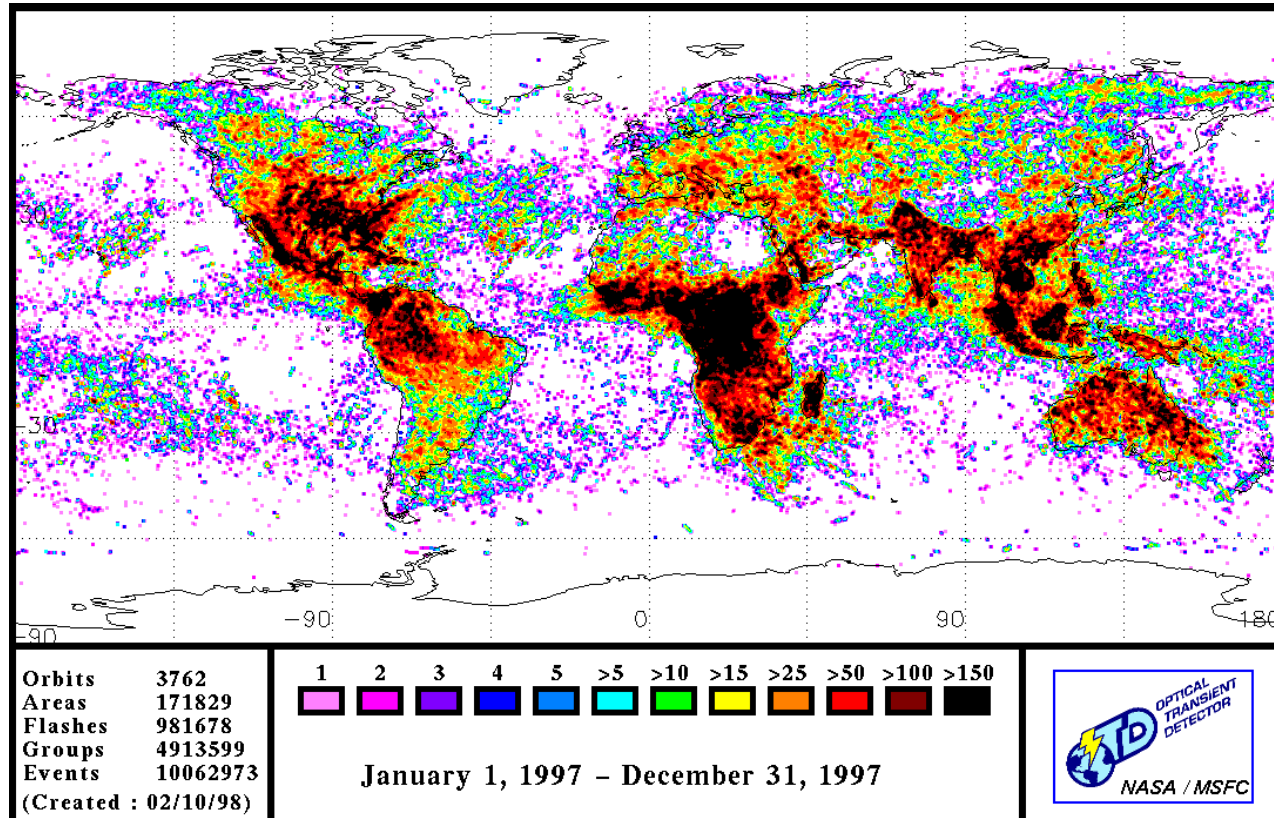 30
-30
-90
-90
0
90
180
Orbits 3762
Areas 171829
Flashes 981678
Groups 4913599
Events 10062973
(Created : 02/10/98)
1 2 3 4 5 >5 >10 >15 >25 >50 >100 >150
January 1, 1997 – December 31, 1997
OTD
OPTICAL
TRANSIENT
DETECTOR
NASA / MSFC